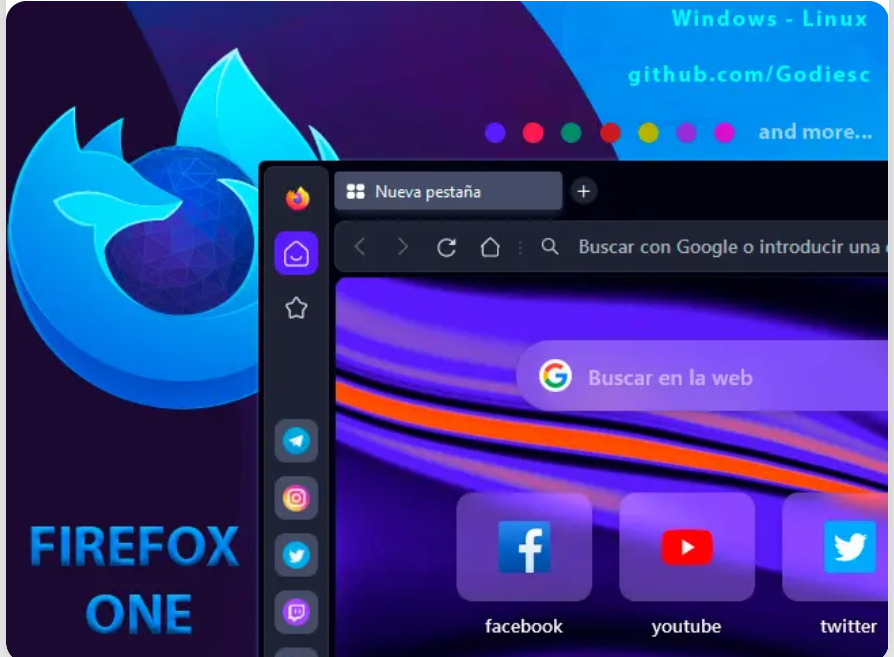 Windows - Linux
github.com/Godiesc
and more...
Nueva pestaña
Buscar con Google o introducir una
Buscar en la web
FIREFOX
ONE
facebook
youtube
twitter